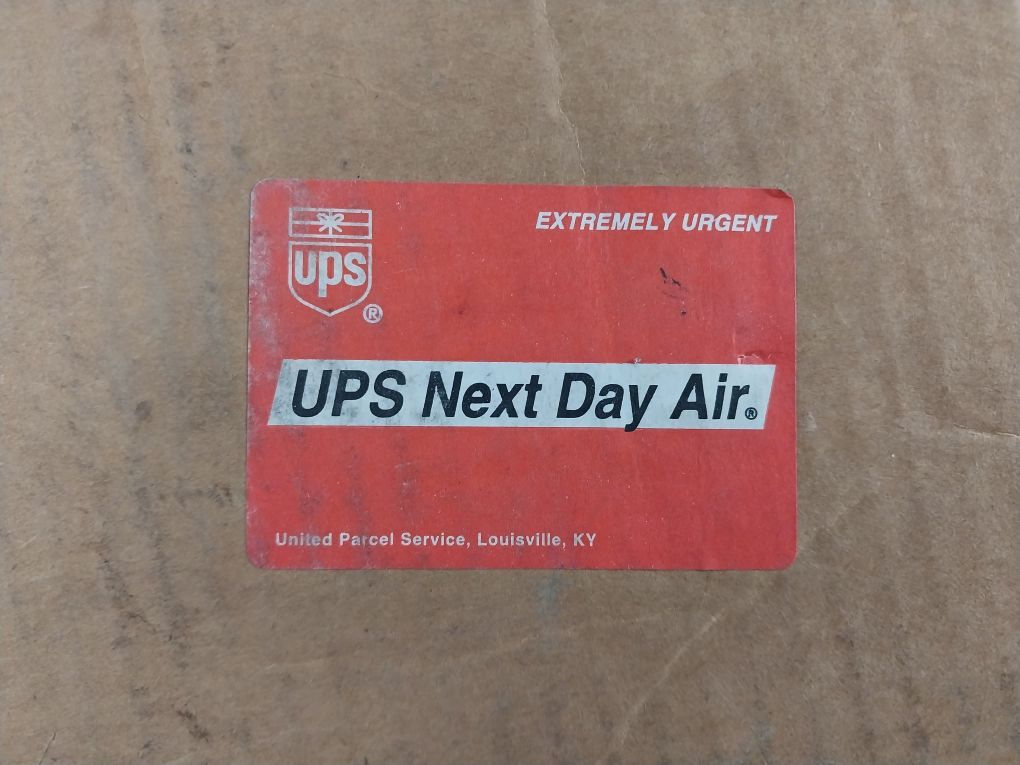 EXTREMELY URGENT
ups®
UPS Next Day Air®
United Parcel Service, Louisville, KY